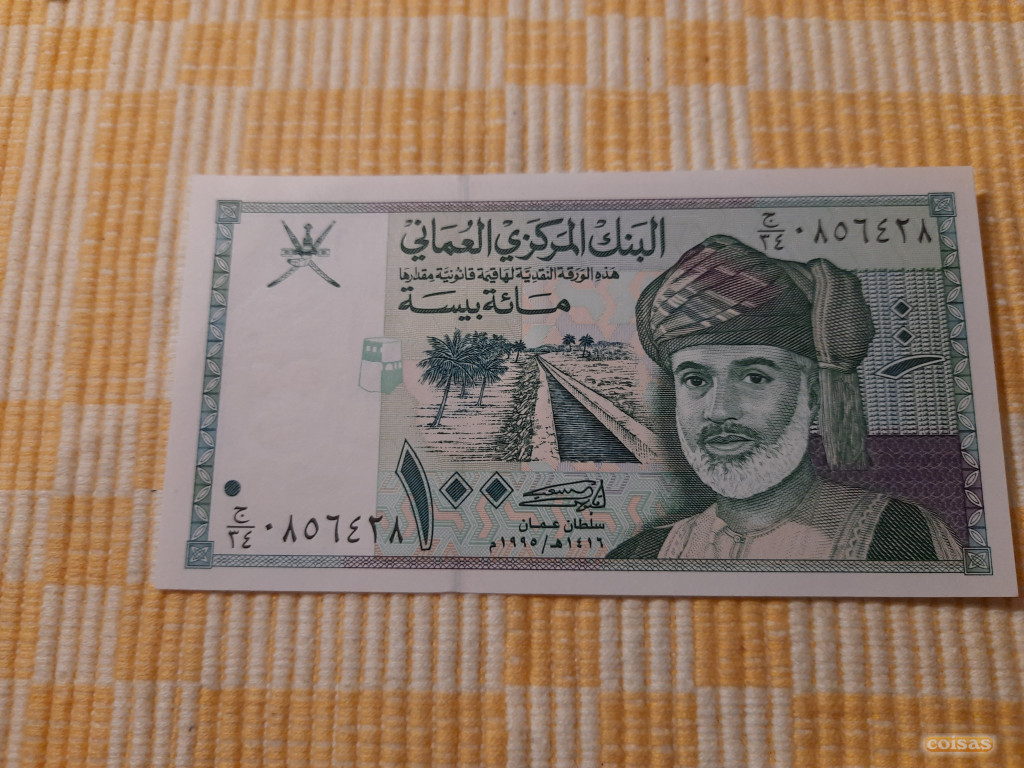 البنك المركزي العماني
هذه الورقة النقدية لها قيمة قانونية مقدارها
مائة بيسة
ج
٣٤ ٠٨٥٦٤٢٨
١٠٠
١٠٠
سلطان عمان
١٤١٦هـ/١٩٩٥م
ج
٣٤ ٠٨٥٦٤٢٨
coisas